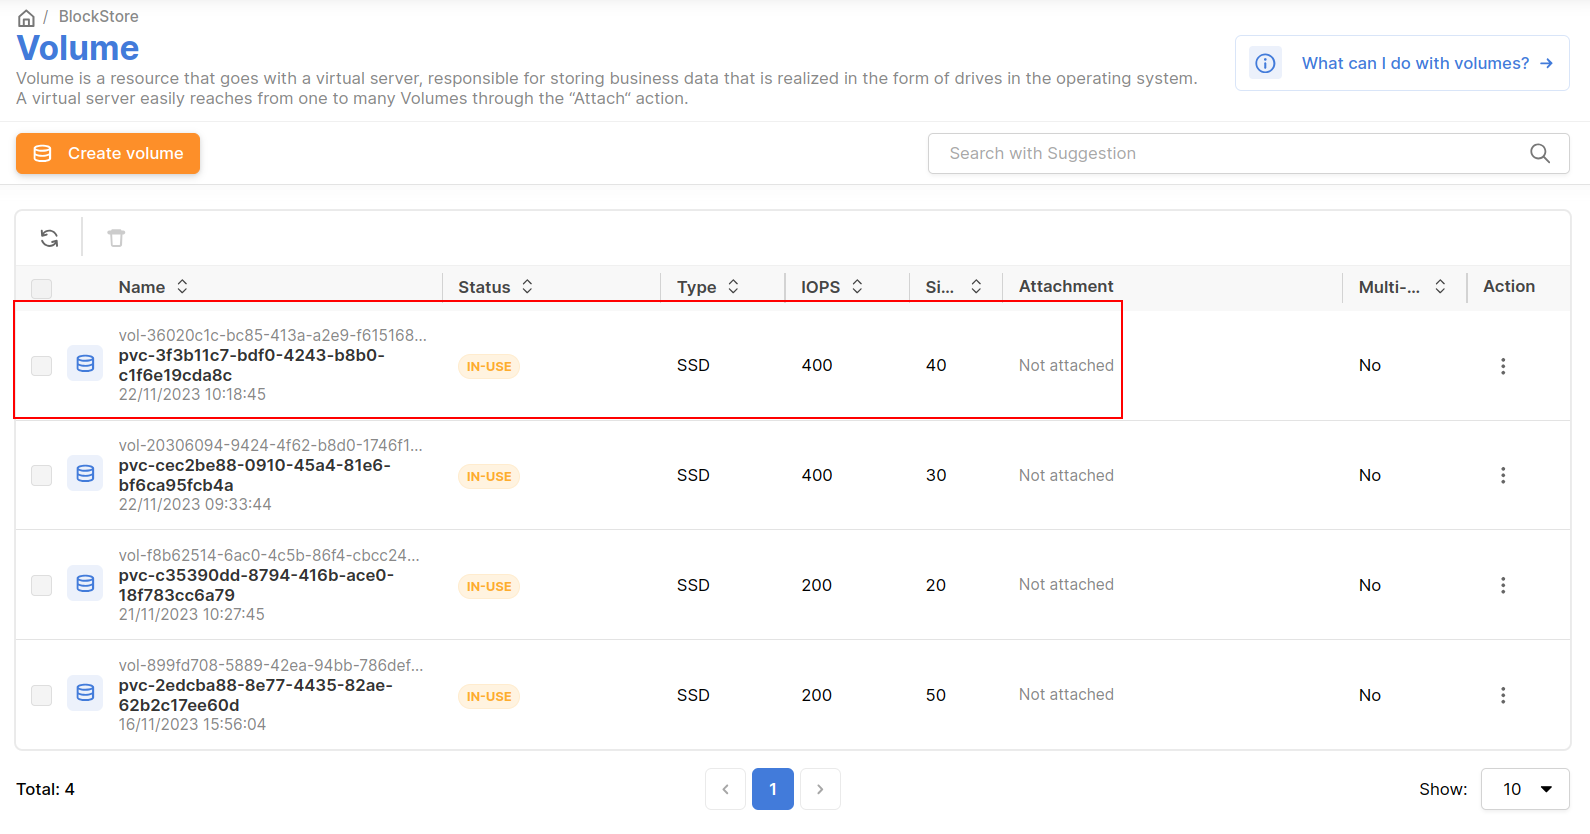 / BlockStore
Volume
Volume is a resource that goes with a virtual server, responsible for storing business data that is realized in the form of drives in the operating system.
A virtual server easily reaches from one to many Volumes through the “Attach“ action.
What can I do with volumes? →
Create volume
Search with Suggestion
Name Status Type IOPS Si... Attachment Multi-... Action
vol-36020c1c-bc85-413a-a2e9-f615168...
pvc-3f3b11c7-bdf0-4243-b8b0-
c1f6e19cda8c
22/11/2023 10:18:45
IN-USE SSD 400 40 Not attached No
vol-20306094-9424-4f62-b8d0-1746f1...
pvc-cec2be88-0910-45a4-81e6-
bf6ca95fcb4a
22/11/2023 09:33:44
IN-USE SSD 400 30 Not attached No
vol-f8b62514-6ac0-4c5b-86f4-cbcc24...
pvc-c35390dd-8794-416b-ace0-
18f783cc6a79
21/11/2023 10:27:45
IN-USE SSD 200 20 Not attached No
vol-899fd708-5889-42ea-94bb-786def...
pvc-2edcba88-8e77-4435-82ae-
62b2c17ee60d
16/11/2023 15:56:04
IN-USE SSD 200 50 Not attached No
Total: 4
< 1 >
Show: 10